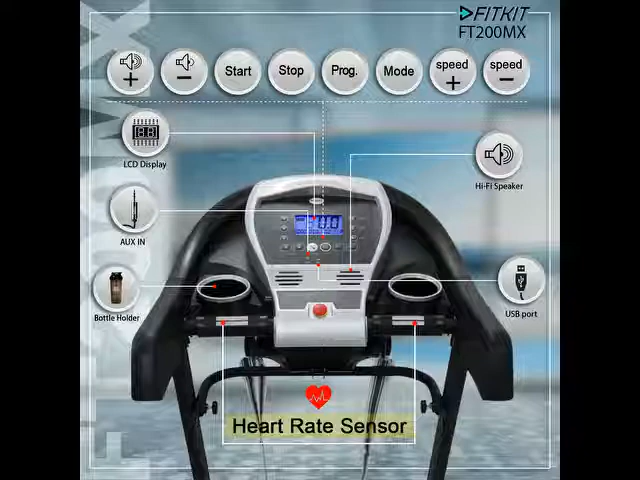 FITKIT
FT200MX
+
-
Start
Stop
Prog.
Mode
speed
+
speed
-
LCD Display
Hi-Fi Speaker
AUX IN
Bottle Holder
USB port
Heart Rate Sensor